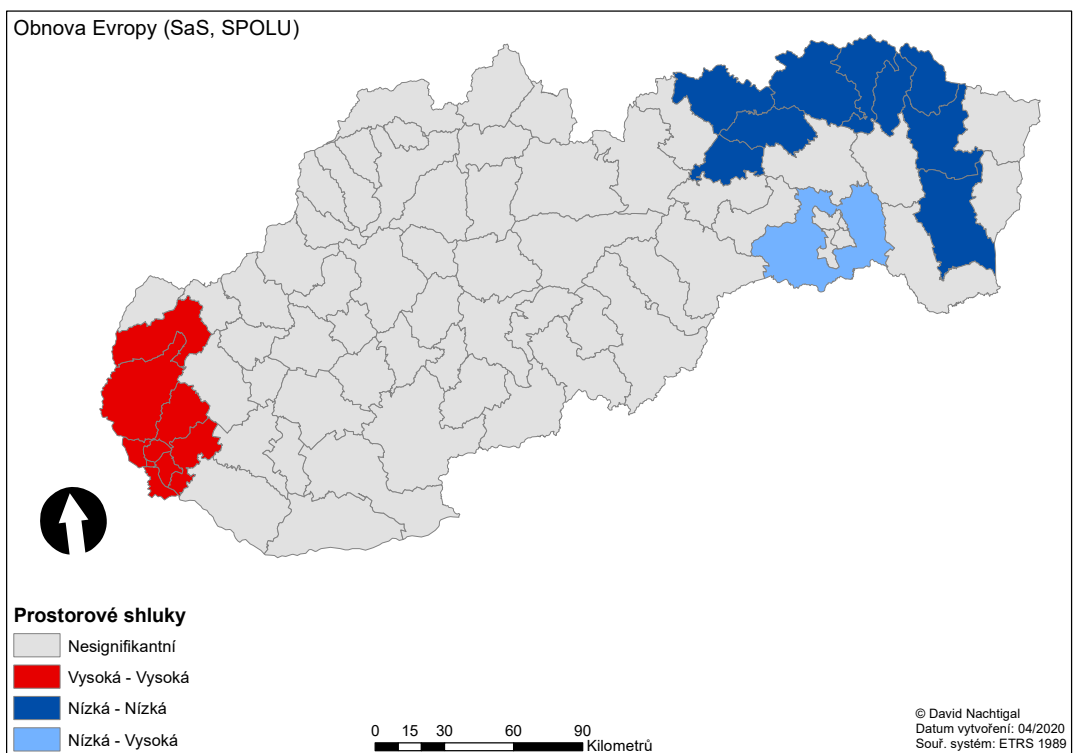 Obnova Evropy (SaS, SPOLU)
Prostorové shluky
Nesignifikantní
Vysoká - Vysoká
Nízká - Nízká
Nízká - Vysoká
0 15 30 60 90
Kilometrů
© David Nachtigal
Datum vytvoření: 04/2020
Souř. systém: ETRS 1989